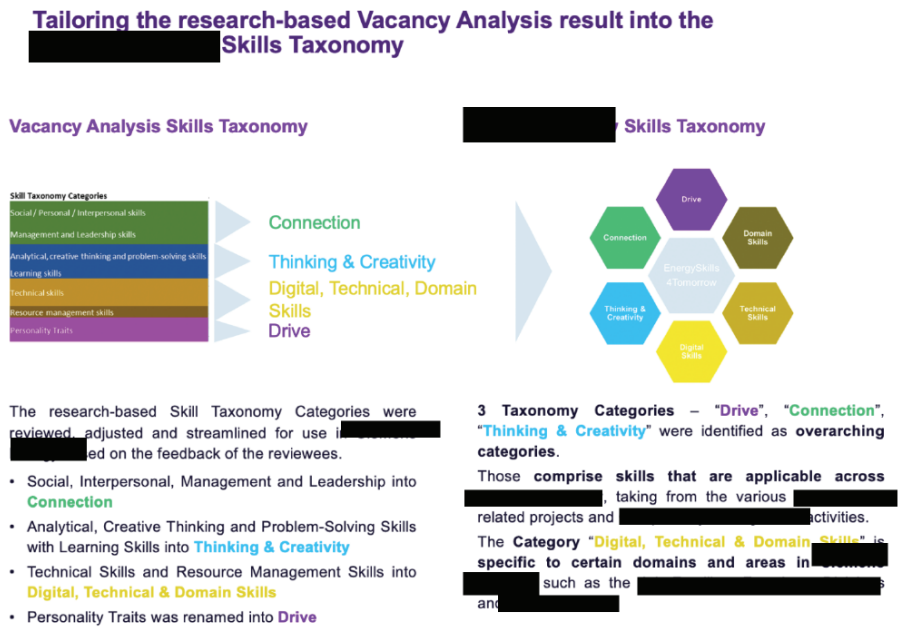 Tailoring the research-based Vacancy Analysis result into the
Skills Taxonomy
Vacancy Analysis Skills Taxonomy
Skills Taxonomy
Skill Taxonomy Categories
Social / Personal / Interpersonal skills
Management and Leadership skills
Analytical, creative thinking and problem-solving skills
Learning skills
Technical skills
Resource management skills
Personality Traits
Connection
Thinking & Creativity
Digital, Technical, Domain
Skills
Drive
Drive
Connection
Domain
Skills
EnergySkills
4Tomorrow
Thinking &
Creativity
Technical
Skills
Digital
Skills
The research-based Skill Taxonomy Categories were
reviewed, adjusted and streamlined for use
on the feedback of the reviewees.
• Social, Interpersonal, Management and Leadership into
Connection
• Analytical, Creative Thinking and Problem-Solving Skills
with Learning Skills into Thinking & Creativity
• Technical Skills and Resource Management Skills into
Digital, Technical & Domain Skills
• Personality Traits was renamed into Drive
3 Taxonomy Categories – “Drive”, “Connection”,
“Thinking & Creativity” were identified as overarching
categories.
Those comprise skills that are applicable across
, taking from the various
related projects and activities.
The Category “Digital, Technical & Domain Skills” is
specific to certain domains and areas in
such as the
and